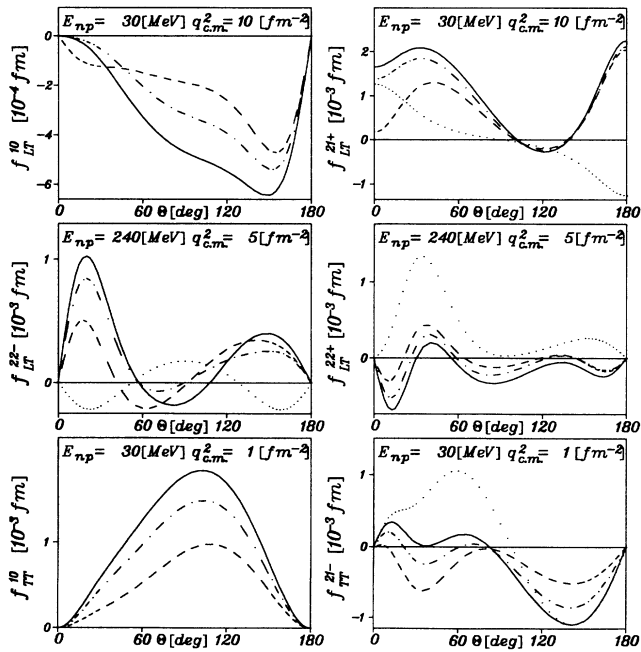 E_np = 30 [MeV] q²_c.m. = 10 [fm⁻²]
f ¹⁰ _LT [10⁻⁴ fm]
0
−2
−4
−6
0 60 Θ [deg] 120 180
E_np = 30 [MeV] q²_c.m. = 10 [fm⁻²]
f ²¹⁺ _LT [10⁻³ fm]
2
1
0
−1
0 60 Θ [deg] 120 180
E_np = 240 [MeV] q²_c.m. = 5 [fm⁻²]
f ²²⁻ _LT [10⁻³ fm]
1
0
0 60 Θ [deg] 120 180
E_np = 240 [MeV] q²_c.m. = 5 [fm⁻²]
f ²²⁺ _LT [10⁻³ fm]
1
0
0 60 Θ [deg] 120 180
E_np = 30 [MeV] q²_c.m. = 1 [fm⁻²]
f ¹⁰ _TT [10⁻³ fm]
1
0
0 60 Θ [deg] 120 180
E_np = 30 [MeV] q²_c.m. = 1 [fm⁻²]
f ²¹⁻ _TT [10⁻³ fm]
1
0
−1
0 60 Θ [deg] 120 180